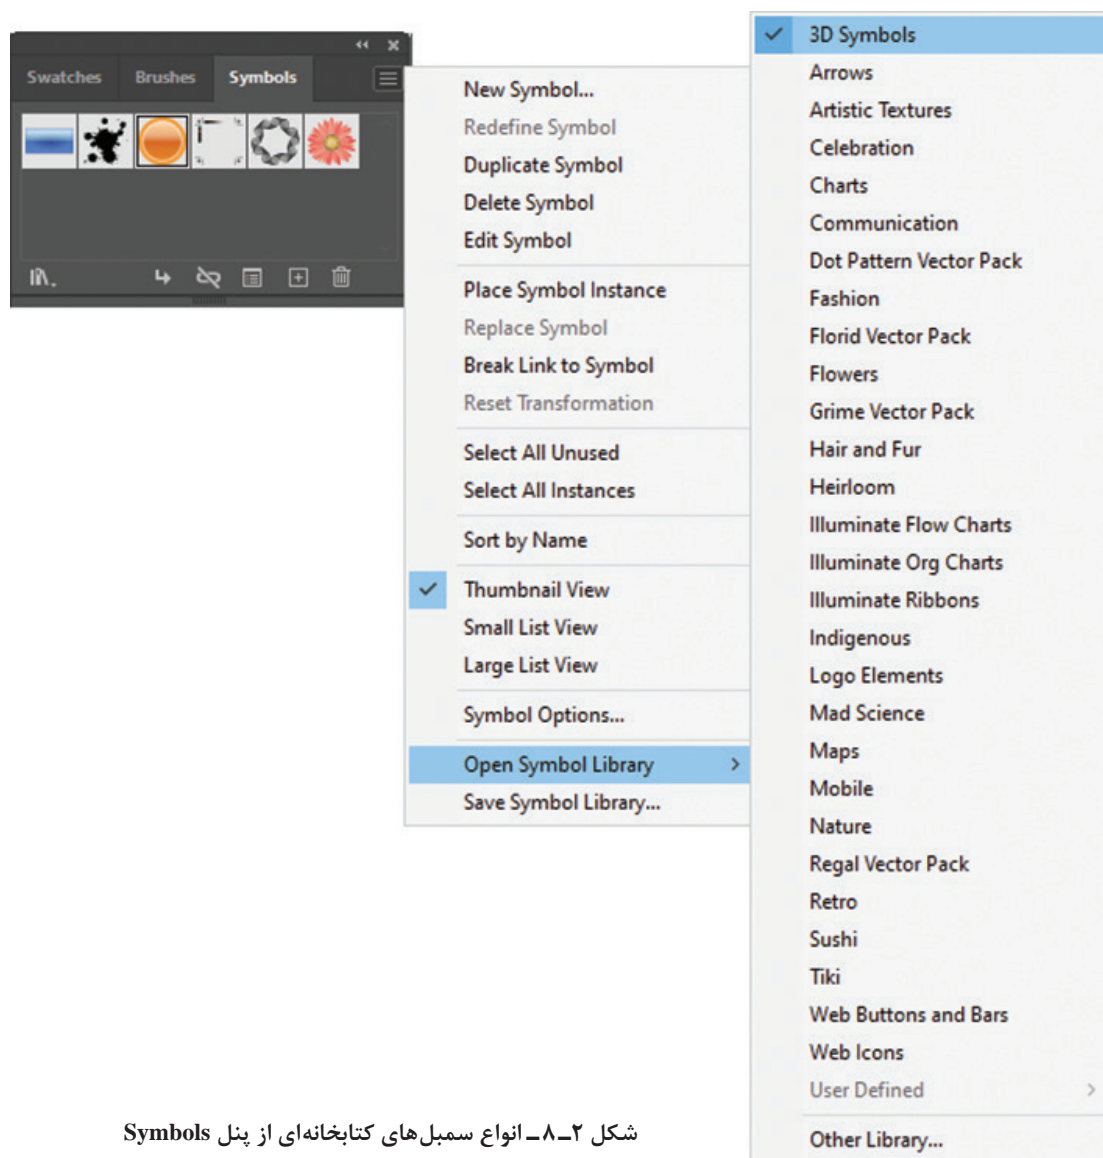 Swatches Brushes Symbols
New Symbol...
Redefine Symbol
Duplicate Symbol
Delete Symbol
Edit Symbol
Place Symbol Instance
Replace Symbol
Break Link to Symbol
Reset Transformation
Select All Unused
Select All Instances
Sort by Name
Thumbnail View
Small List View
Large List View
Symbol Options...
Open Symbol Library
Save Symbol Library...
3D Symbols
Arrows
Artistic Textures
Celebration
Charts
Communication
Dot Pattern Vector Pack
Fashion
Florid Vector Pack
Flowers
Grime Vector Pack
Hair and Fur
Heirloom
Illuminate Flow Charts
Illuminate Org Charts
Illuminate Ribbons
Indigenous
Logo Elements
Mad Science
Maps
Mobile
Nature
Regal Vector Pack
Retro
Sushi
Tiki
Web Buttons and Bars
Web Icons
User Defined
Other Library...
شکل ۲ــ۸ــ انواع سمبل‌های کتابخانه‌ای از پنل Symbols